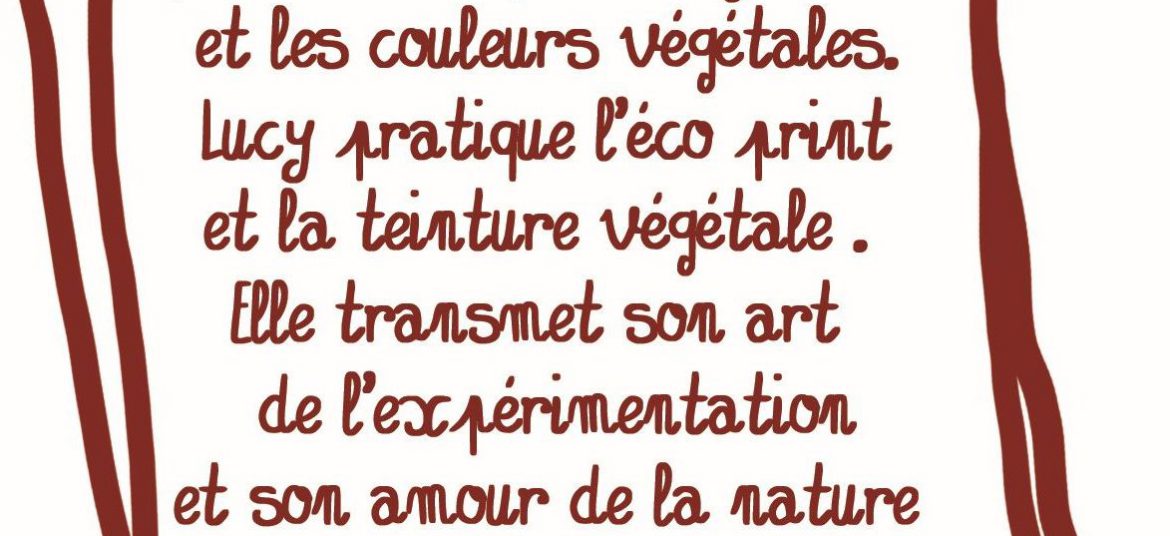 et les couleurs végétales.
Lucy pratique l'éco print
et la teinture végétale .
Elle transmet son art
de l'expérimentation
et son amour de la nature